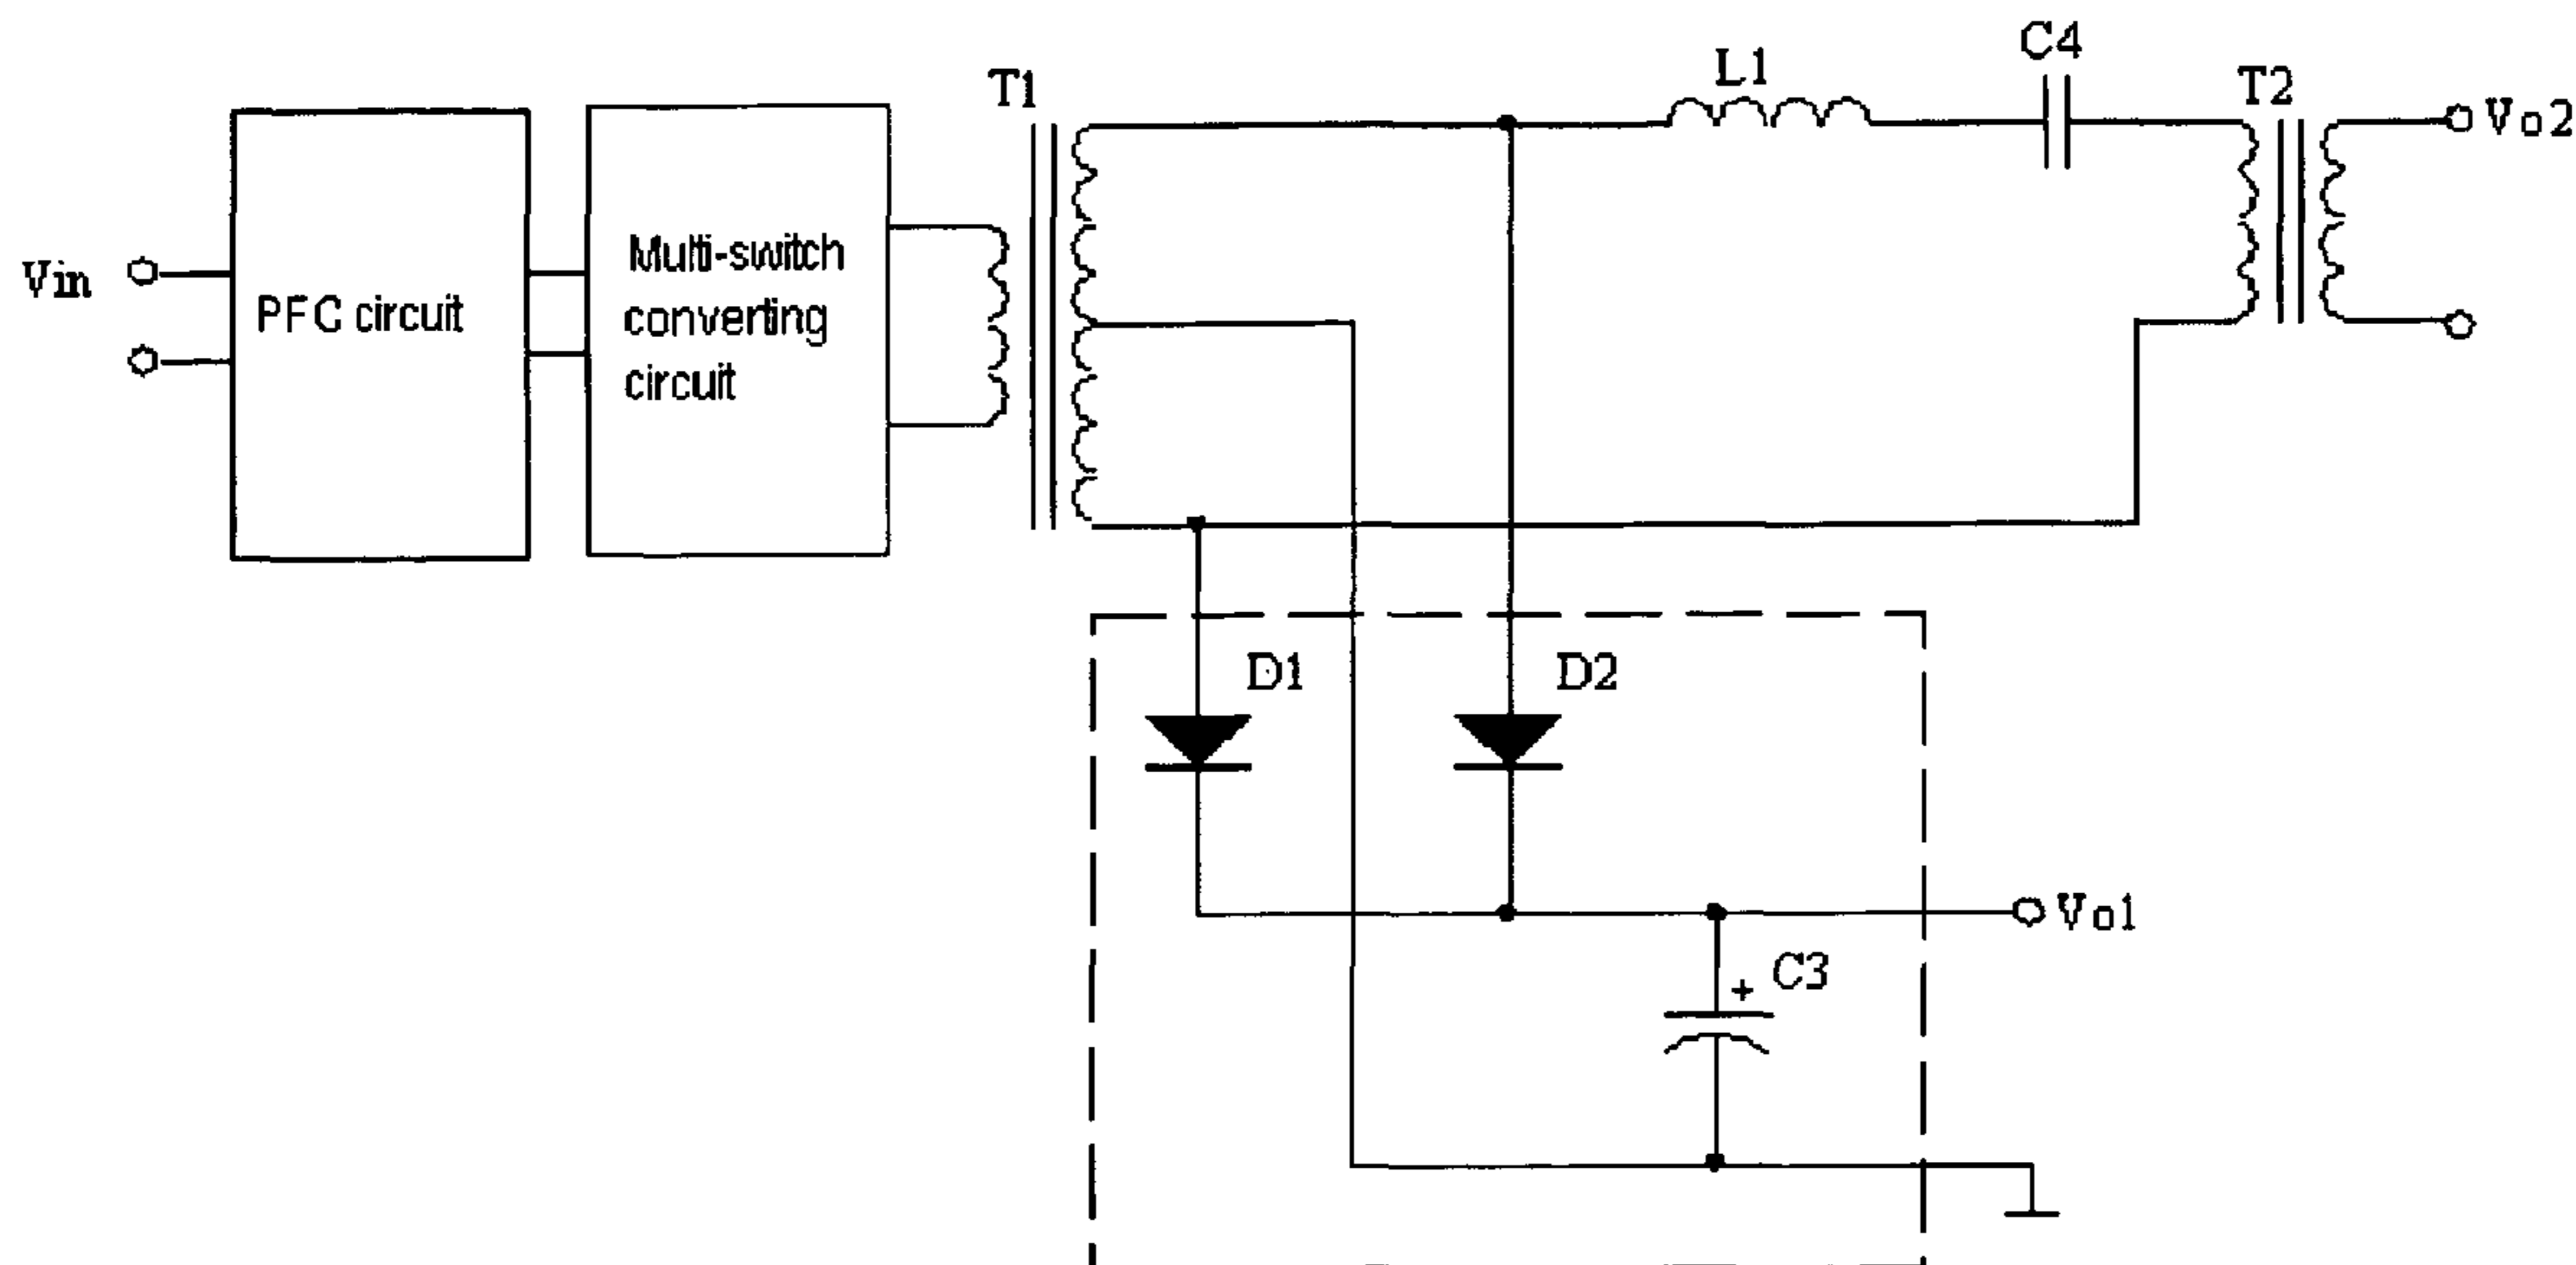 C4
L1
T1
T2
Vo2
Multi-switch
converting
circuit
Vin
PFC circuit
D1
D2
Vo1
+
C3